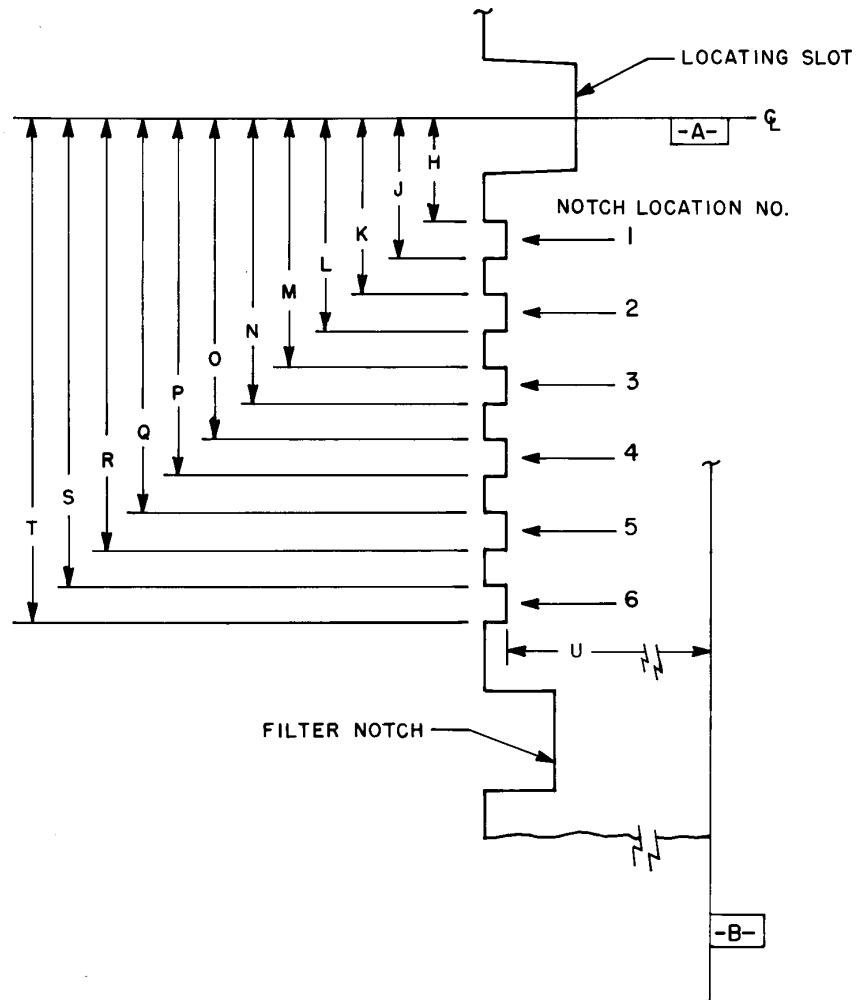 LOCATING SLOT
-A-
℄
H
J
NOTCH LOCATION NO.
K
1
L
M
2
N
O
3
P
Q
4
R
S
T
5
6
U
FILTER NOTCH
-B-